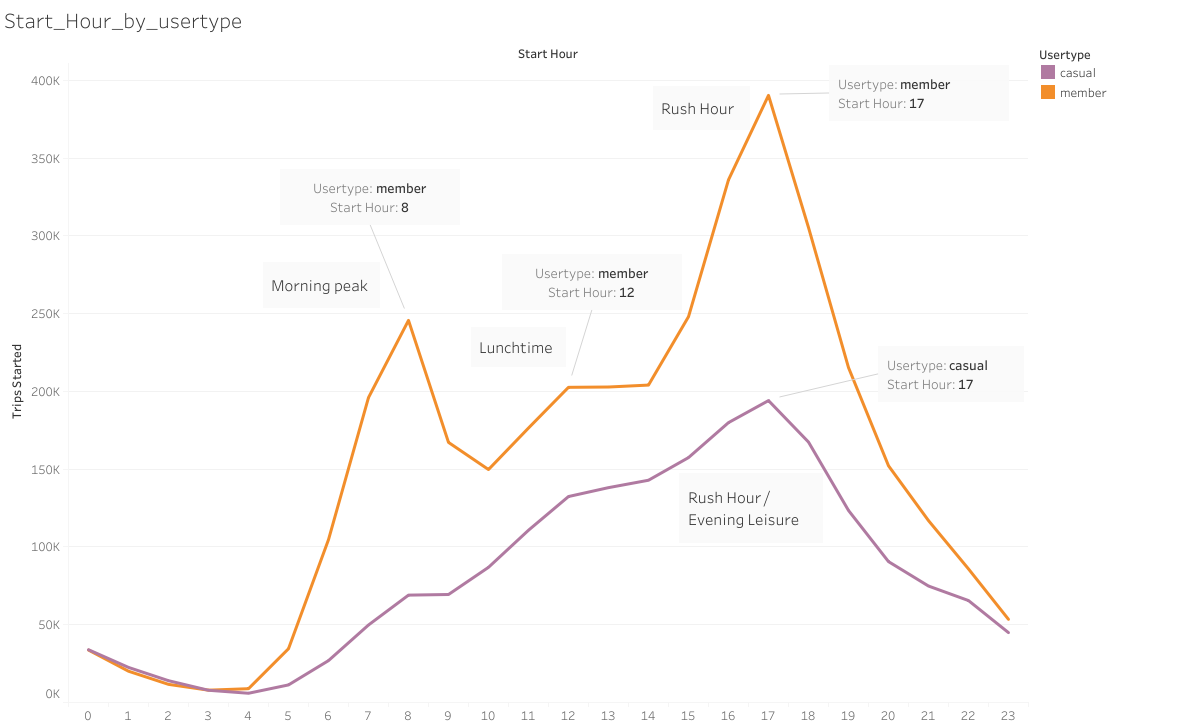 Start_Hour_by_usertype
Start Hour
Usertype
casual
member
400K
350K
300K
250K
200K
150K
100K
50K
0K
Trips Started
Usertype: member
Start Hour: 17
Rush Hour
Usertype: member
Start Hour: 8
Morning peak
Usertype: member
Start Hour: 12
Lunchtime
Usertype: casual
Start Hour: 17
Rush Hour /
Evening Leisure
0 1 2 3 4 5 6 7 8 9 10 11 12 13 14 15 16 17 18 19 20 21 22 23